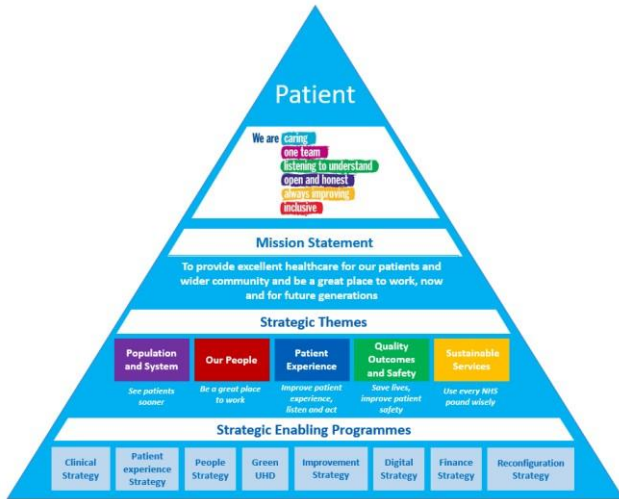 Patient
We are caring
one team
listening to understand
open and honest
always improving
inclusive
Mission Statement
To provide excellent healthcare for our patients and
wider community and be a great place to work, now
and for future generations
Strategic Themes
Population
and System
Our People
Patient
Experience
Quality
Outcomes
and Safety
Sustainable
Services
See patients
sooner
Be a great place
to work
Improve patient
experience,
listen and act
Save lives,
improve patient
safety
Use every NHS
pound wisely
Strategic Enabling Programmes
Clinical
Strategy
Patient
experience
Strategy
People
Strategy
Green
UHD
Improvement
Strategy
Digital
Strategy
Finance
Strategy
Reconfiguration
Strategy